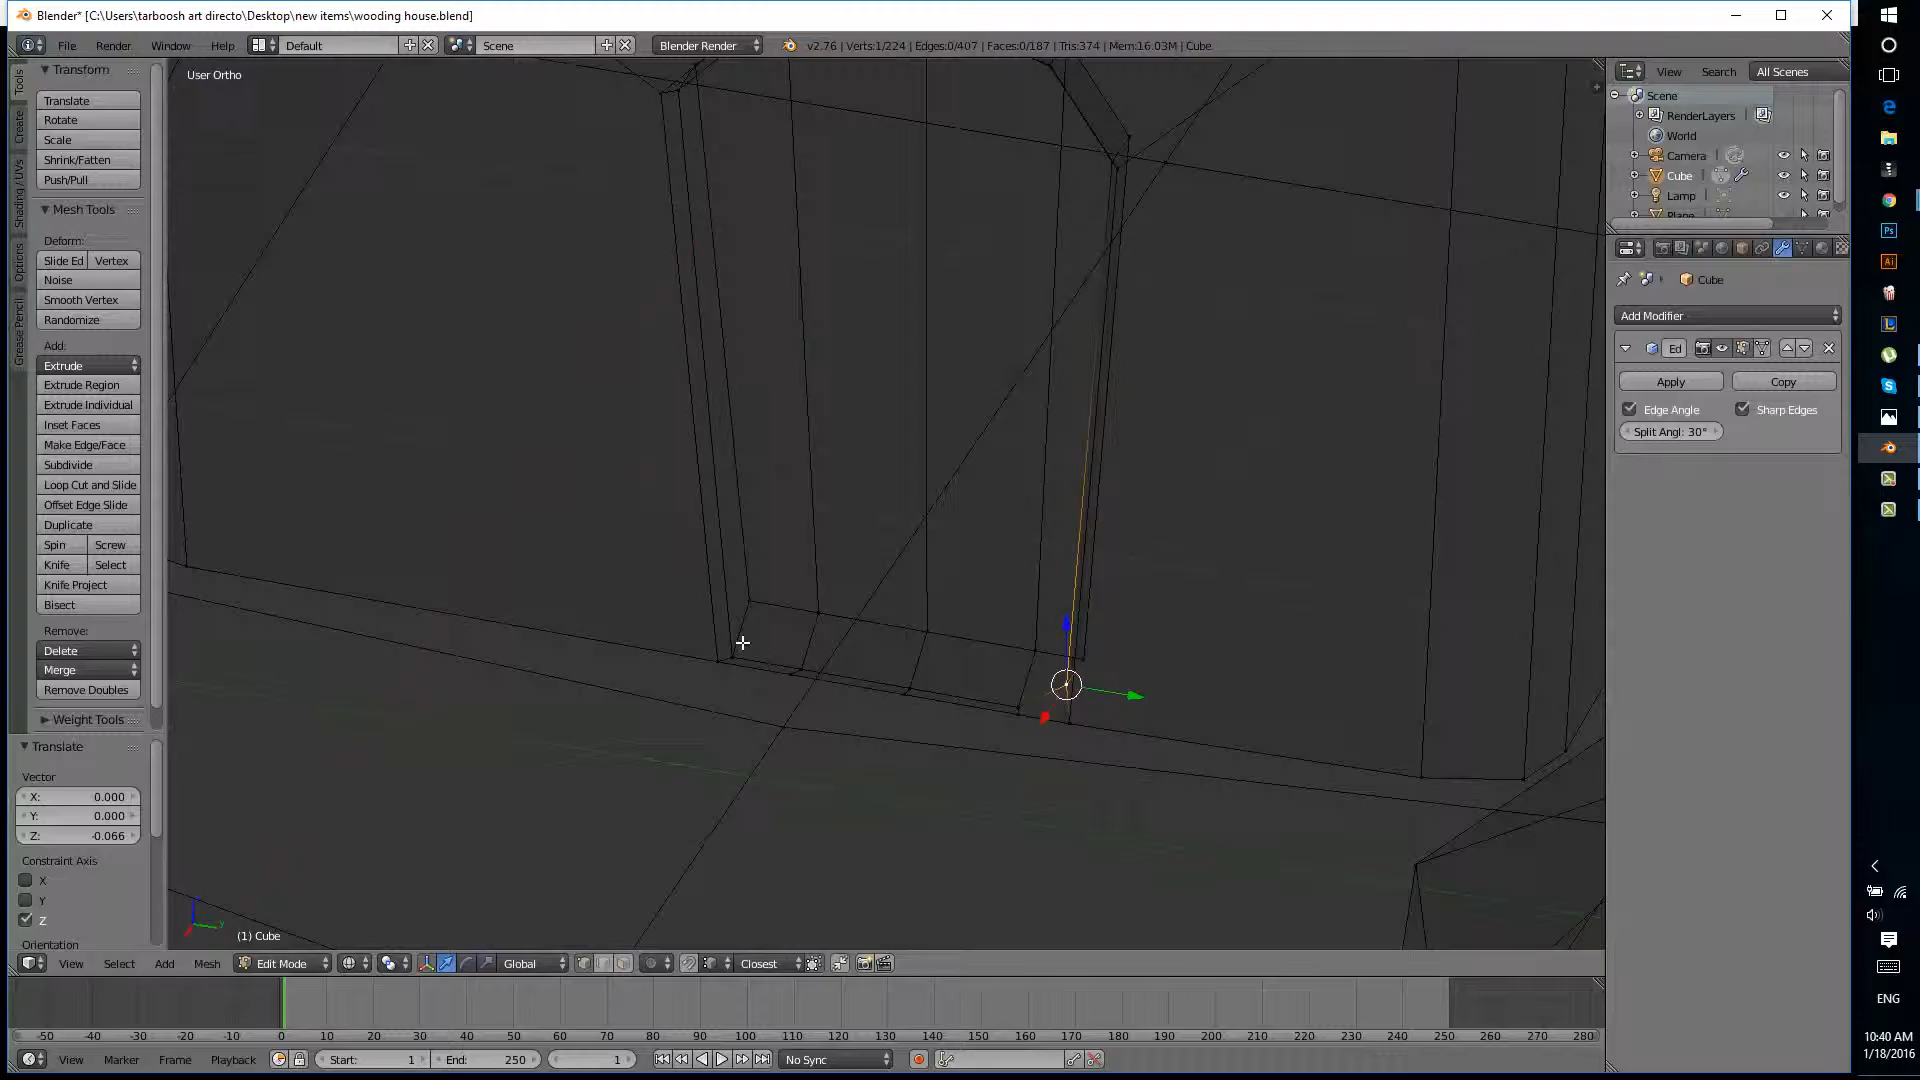 Blender* [C:\Users\tarboosh art directo\Desktop\new items\wooding house.blend]
File Render Window Help Default Scene Blender Render v2.76 | Verts:1/224 | Edges:0/407 | Faces:0/187 | Tris:374 | Mem:16.03M | Cube
Tools
Create
Shading / UVs
Options
Grease Pencil
Transform
Translate
Rotate
Scale
Shrink/Fatten
Push/Pull
Mesh Tools
Deform:
Slide Ed Vertex
Noise
Smooth Vertex
Randomize
Add:
Extrude
Extrude Region
Extrude Individual
Inset Faces
Make Edge/Face
Subdivide
Loop Cut and Slide
Offset Edge Slide
Duplicate
Spin Screw
Knife Select
Knife Project
Bisect
Remove:
Delete
Merge
Remove Doubles
Weight Tools
Translate
Vector
X: 0.000
Y: 0.000
Z: -0.066
Constraint Axis
X
Y
Z
Orientation
User Ortho
(1) Cube
View Search All Scenes
Scene
RenderLayers
World
Camera
Cube
Lamp
Plane
Cube
Add Modifier
Ed
Apply Copy
Edge Angle Sharp Edges
Split Angl: 30°
View Select Add Mesh Edit Mode Global Closest
-50 -40 -30 -20 -10 0 10 20 30 40 50 60 70 80 90 100 110 120 130 140 150 160 170 180 190 200 210 220 230 240 250 260 270 280
View Marker Frame Playback Start: 1 End: 250 1 No Sync
Ps
Ai
ENG
10:40 AM
1/18/2016